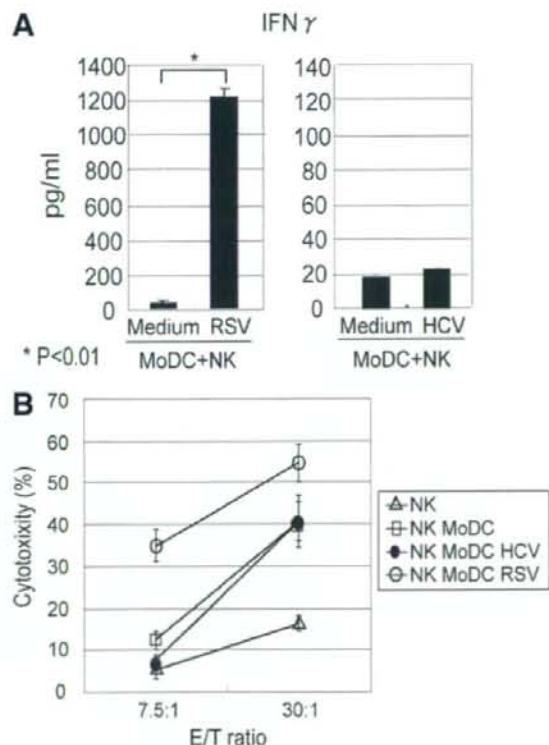 A
IFN γ
pg/ml
1400
1200
1000
800
600
400
200
0
*
Medium RSV
MoDC+NK
* P<0.01
140
120
100
80
60
40
20
0
Medium HCV
MoDC+NK
B
Cytotoxixity (%)
70
60
50
40
30
20
10
0
7.5:1 30:1
E/T ratio
NK
NK MoDC
NK MoDC HCV
NK MoDC RSV